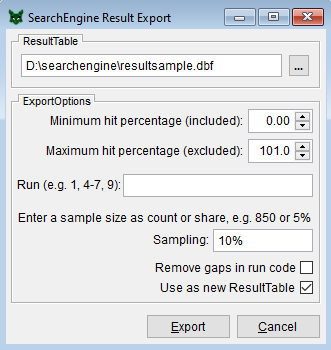 SearchEngine Result Export
ResultTable
D:\searchengine\resultsample.dbf
...
ExportOptions
Minimum hit percentage (included): 0.00
Maximum hit percentage (excluded): 101.0
Run (e.g. 1, 4-7, 9):
Enter a sample size as count or share, e.g. 850 or 5%
Sampling: 10%
Remove gaps in run code
Use as new ResultTable
Export Cancel